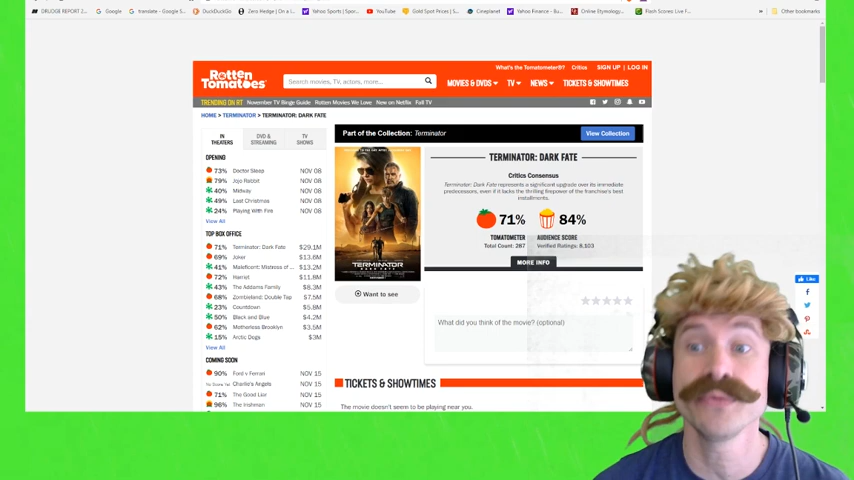 DRUDGE REPORT 2...
Google
translate - Google S...
DuckDuckGo
Zero Hedge | On a l...
Yahoo Sports | Spor...
YouTube
Gold Spot Prices | S...
Cineplanet
Yahoo Finance - Bu...
Online Etymology...
Flash Scores Live F...
»
Other bookmarks
What's the Tomatometer®?
Critics
SIGN UP | LOG IN
Rotten
Tomatoes
Search movies, TV, actors, more...
MOVIES & DVDS
TV
NEWS
TICKETS & SHOWTIMES
TRENDING ON RT
November TV Binge Guide
Rotten Movies We Love
New on Netflix
Fall TV
HOME > TERMINATOR > TERMINATOR: DARK FATE
IN THEATERS
DVD & STREAMING
TV SHOWS
OPENING
73% Doctor Sleep NOV 08
79% Jojo Rabbit NOV 08
40% Midway NOV 08
49% Last Christmas NOV 08
24% Playing With Fire NOV 08
View All
TOP BOX OFFICE
71% Terminator: Dark Fate $29.1M
69% Joker $13.6M
41% Maleficent: Mistress of ... $13.2M
72% Harriet $11.8M
43% The Addams Family $8.3M
68% Zombieland: Double Tap $7.5M
23% Countdown $5.8M
50% Black and Blue $4.2M
62% Motherless Brooklyn $3.5M
15% Arctic Dogs $3M
View All
COMING SOON
90% Ford v Ferrari NOV 15
No Score Yet Charlie's Angels NOV 15
71% The Good Liar NOV 15
96% The Irishman NOV 15
Part of the Collection: Terminator
View Collection
TERMINATOR
Want to see
TERMINATOR: DARK FATE
Critics Consensus
Terminator: Dark Fate represents a significant upgrade over its immediate
predecessors, even if it lacks the thrilling firepower of the franchise's best
installments.
71%
84%
TOMATOMETER
Total Count: 287
AUDIENCE SCORE
Verified Ratings: 8,103
MORE INFO
What did you think of the movie? (optional)
TICKETS & SHOWTIMES
The movie doesn't seem to be playing near you.
Like